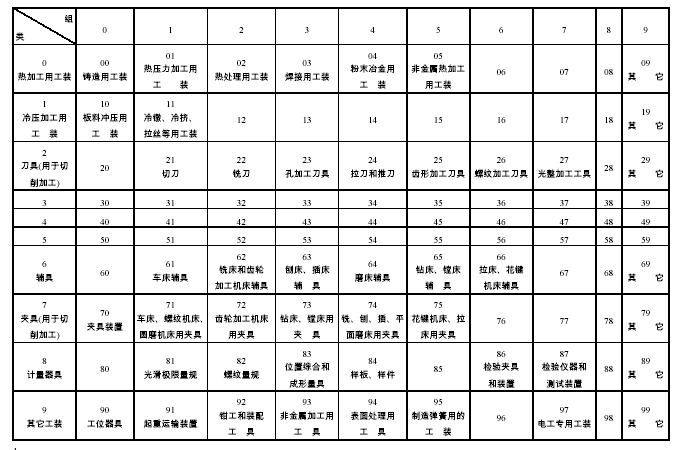 组
类
0 1 2 3 4 5 6 7 8 9
0
热加工用工装
00
铸造用工装
01
热压力加工用
工 装
02
热处理用工装
03
焊接用工装
04
粉末冶金用
工 装
05
非金属热加工
用工装
06
07
08
09
其 它
1
冷压加工用
工 装
10
板料冲压用
工 装
11
冷镦、冷挤、
拉丝等用工装
12
13
14
15
16
17
18
19
其 它
2
刀具(用于切
削加工)
20
21
切刀
22
铣刀
23
孔加工刀具
24
拉刀和推刀
25
齿形加工刀具
26
螺纹加工刀具
27
光整加工工具
28
29
其 它
3 30 31 32 33 34 35 36 37 38 39
4 40 41 42 43 44 45 46 47 48 49
5 50 51 52 53 54 55 56 57 58 59
6
辅具
60
61
车床辅具
62
铣床和齿轮
加工机床辅具
63
刨床、插床
辅 具
64
磨床辅具
65
钻床、镗床
辅 具
66
拉床、花键
机床辅具
67
68
69
其 它
7
夹具(用于切
削加工)
70
夹具装置
71
车床、螺纹机床、
圆磨机床用夹具
72
齿轮加工机床
用夹具
73
钻床、镗床用
夹 具
74
铣、刨、插、平
面磨床用夹具
75
花键机床、拉
床用夹具
76
77
78
79
其 它
8
计量器具
80
81
光滑极限量规
82
螺纹量规
83
位置综合和
成形量具
84
样板、样件
85
86
检验夹具
和装置
87
检验仪器和
测试装置
88
89
其 它
9
其它工装
90
工位器具
91
起重运输装置
92
钳工和装配
工 具
93
非金属加工用
工 具
94
表面处理用
工 具
95
制造弹簧用的
工 装
96
97
电工专用工装
98
99
其 它